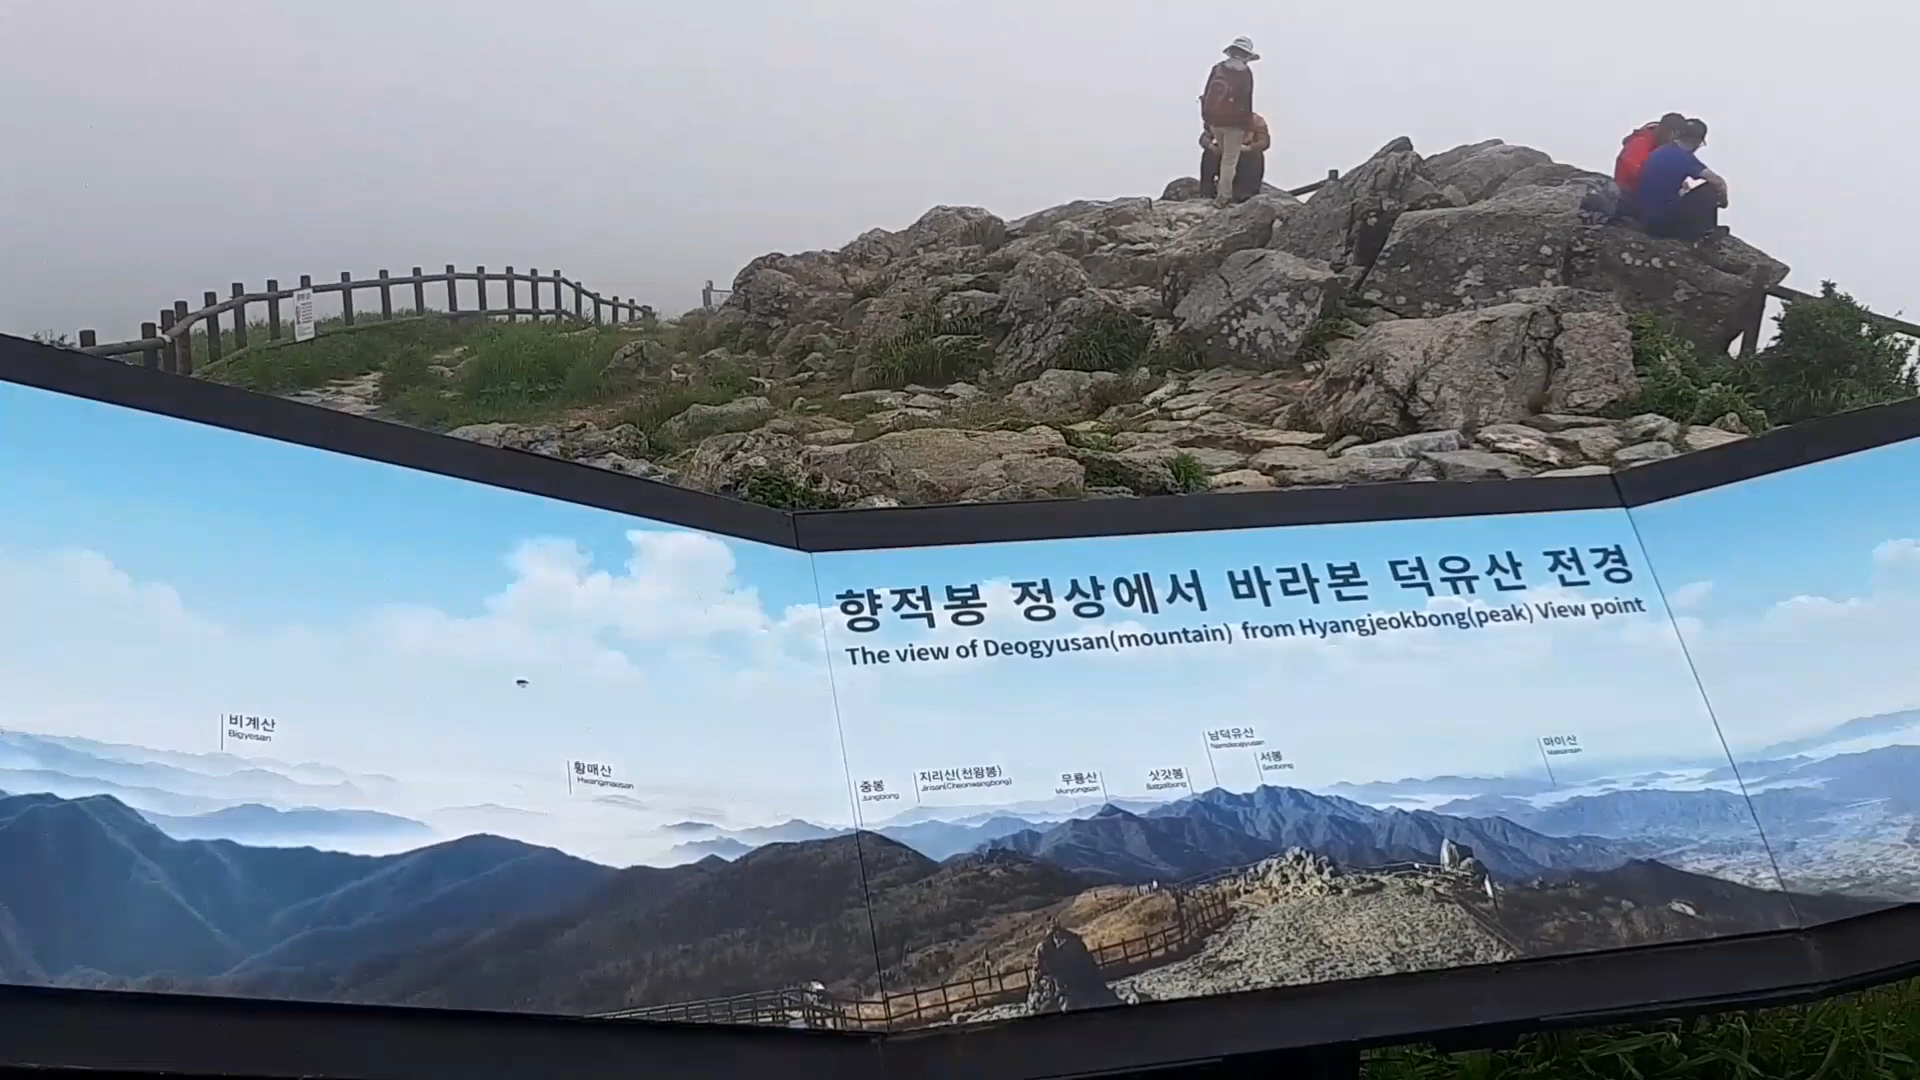 향적봉 정상에서 바라본 덕유산 전경
The view of Deogyusan(mountain) from Hyangjeokbong(peak) View point
비계산
Bigyesan
황매산
Hwangmaesan
중봉
Jungbong
지리산(천왕봉)
Jirisan(Cheonwangbong)
무룡산
Muryongsan
삿갓봉
Satgatbong
남덕유산
Namdeogyusan
서봉
Seobong
마이산
Maisansan